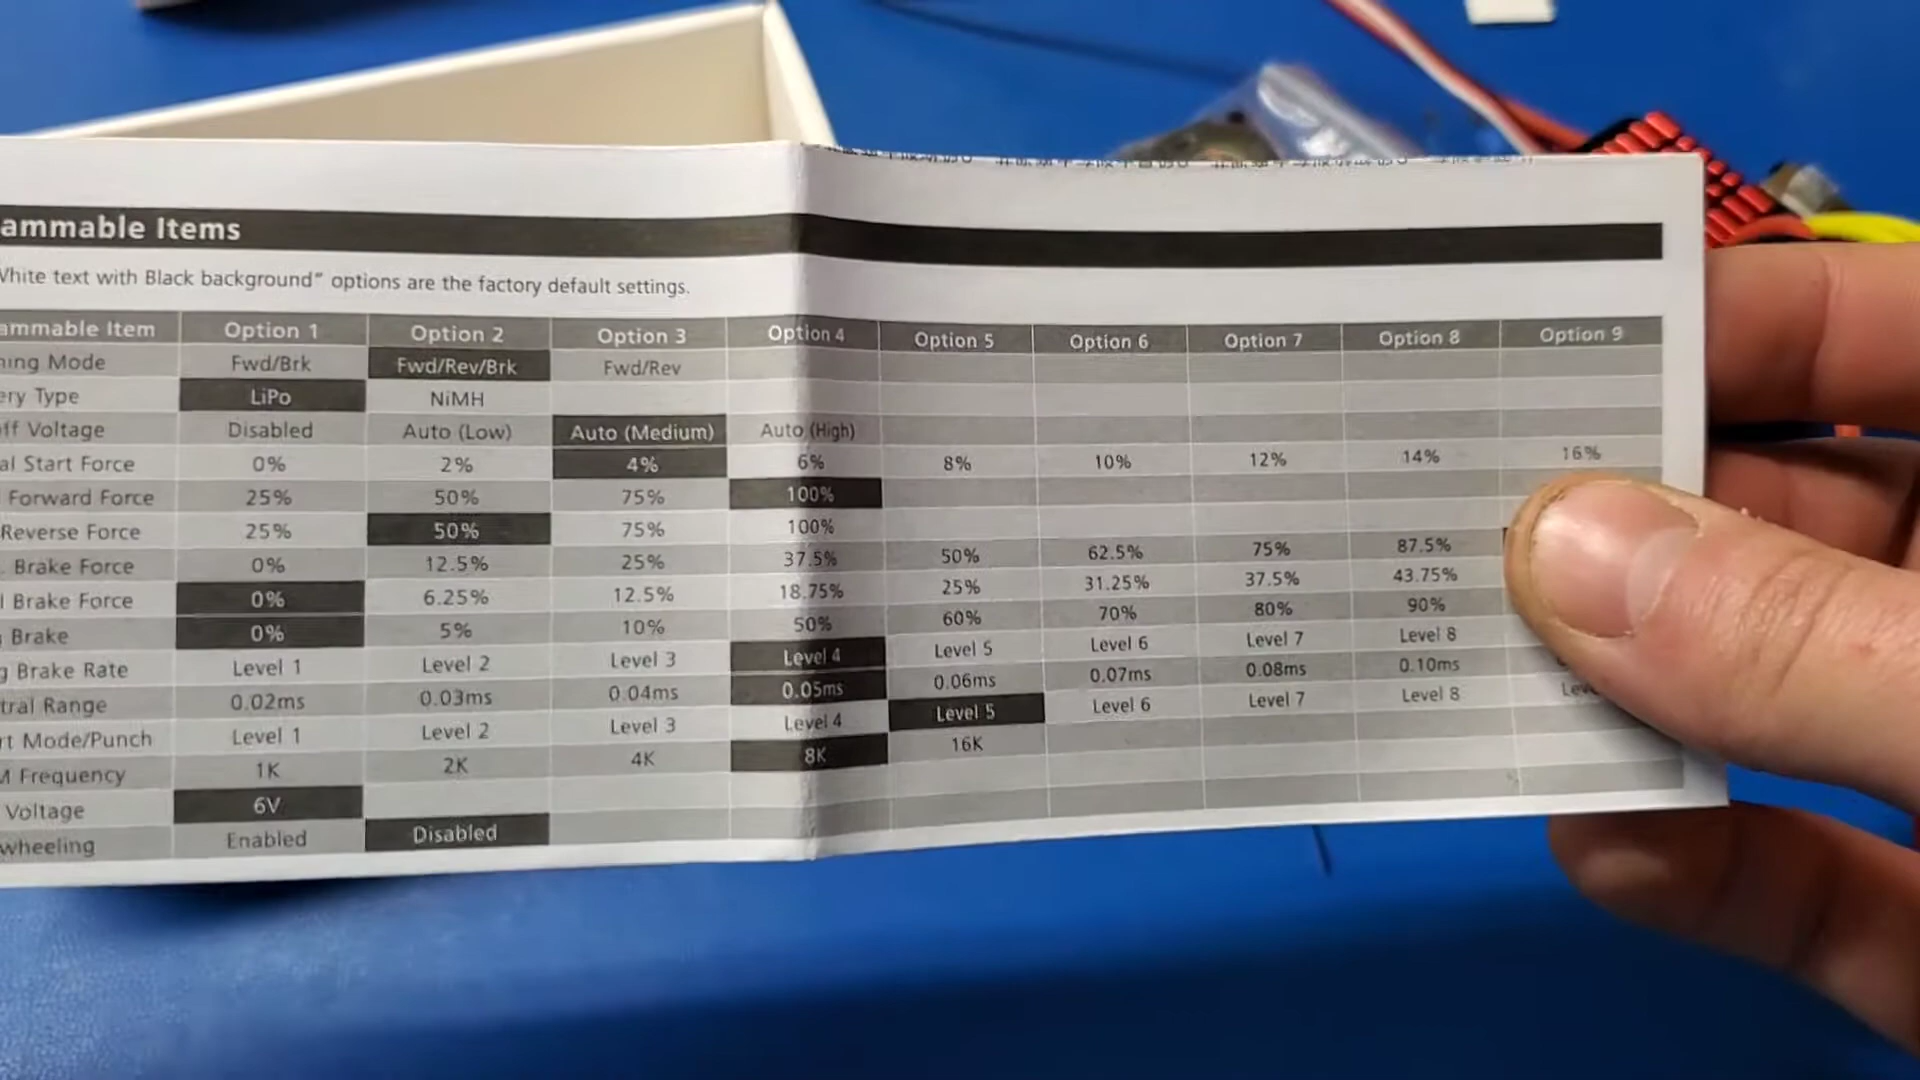 ammable Items
White text with Black background" options are the factory default settings.
ammable Item Option 1 Option 2 Option 3 Option 4 Option 5 Option 6 Option 7 Option 8 Option 9
ning Mode Fwd/Brk Fwd/Rev/Brk Fwd/Rev
ery Type LiPo NiMH
ff Voltage Disabled Auto (Low) Auto (Medium) Auto (High)
al Start Force 0% 2% 4% 6% 8% 10% 12% 14% 16%
Forward Force 25% 50% 75% 100%
Reverse Force 25% 50% 75% 100%
. Brake Force 0% 12.5% 25% 37.5% 50% 62.5% 75% 87.5%
l Brake Force 0% 6.25% 12.5% 18.75% 25% 31.25% 37.5% 43.75%
Brake 0% 5% 10% 50% 60% 70% 80% 90%
g Brake Rate Level 1 Level 2 Level 3 Level 4 Level 5 Level 6 Level 7 Level 8
tral Range 0.02ms 0.03ms 0.04ms 0.05ms 0.06ms 0.07ms 0.08ms 0.10ms
rt Mode/Punch Level 1 Level 2 Level 3 Level 4 Level 5 Level 6 Level 7 Level 8
M Frequency 1K 2K 4K 8K 16K
Voltage 6V
wheeling Enabled Disabled